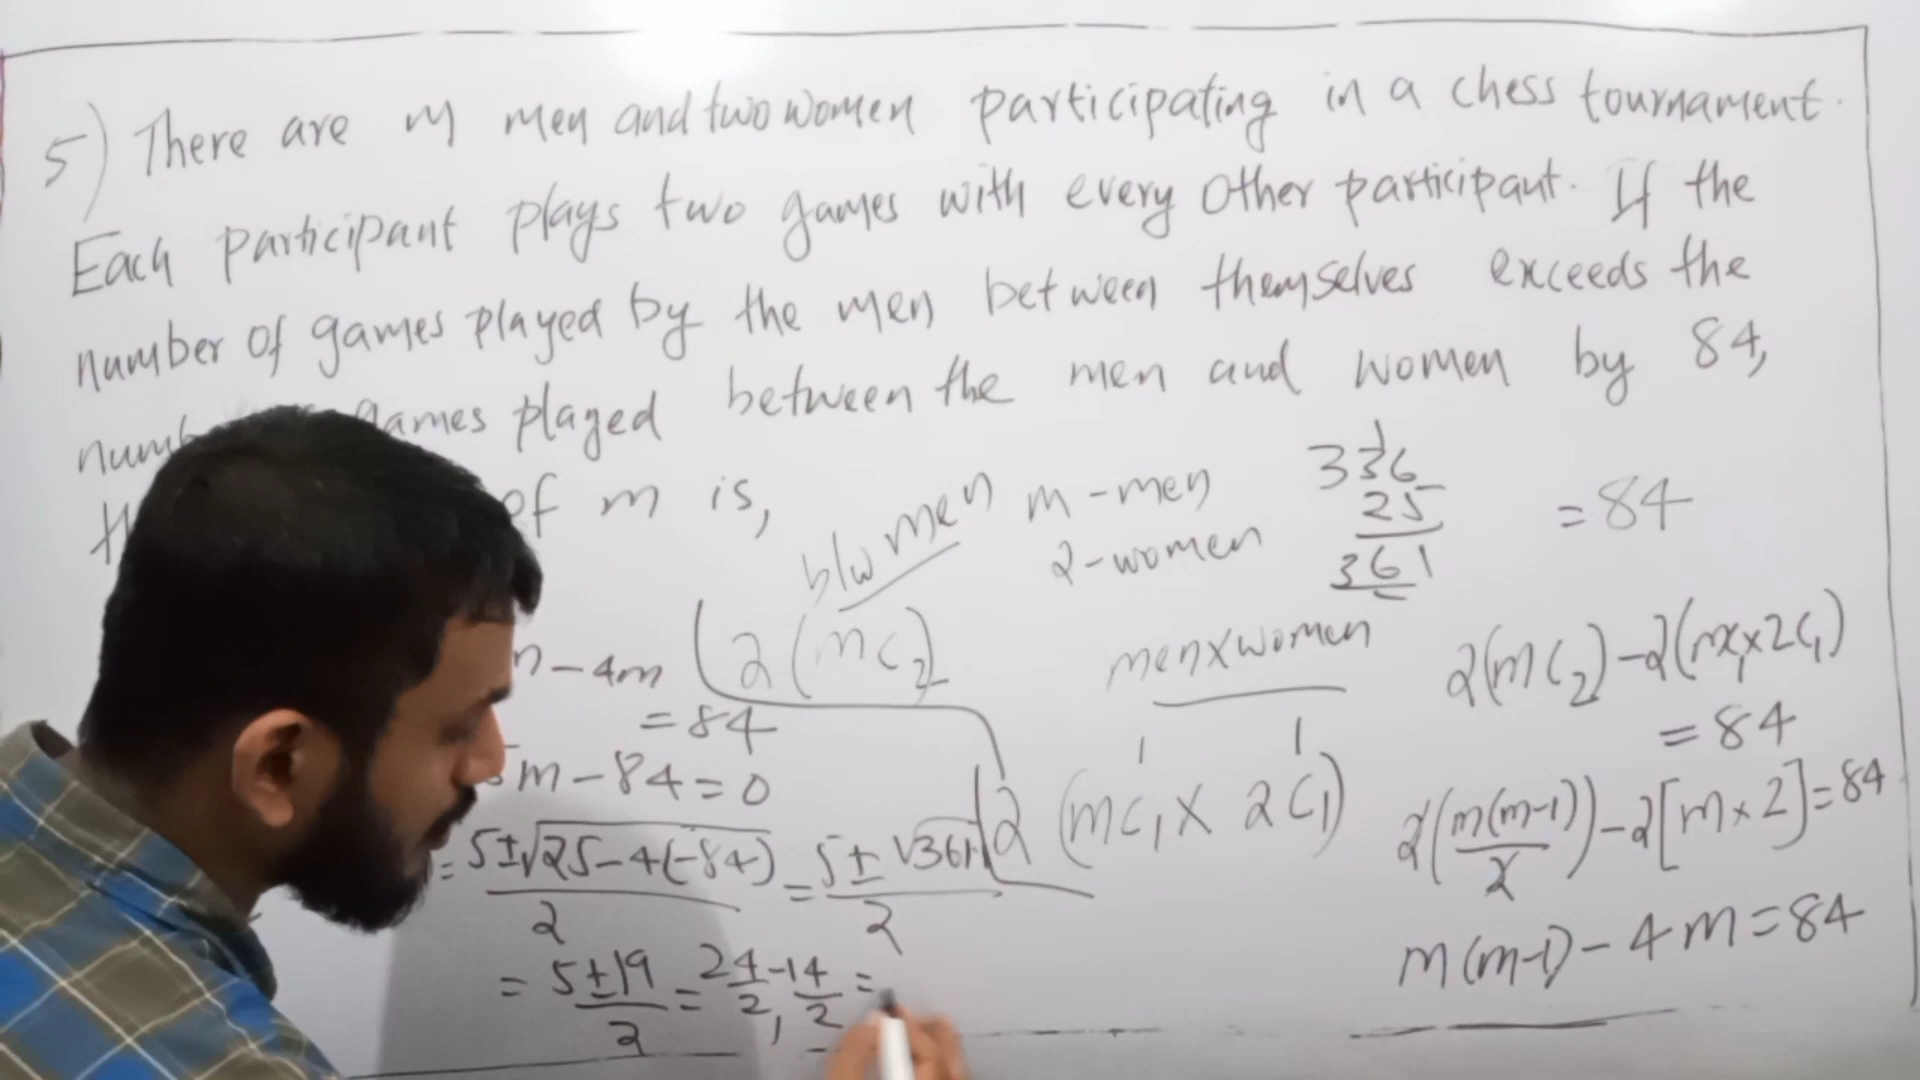 5) There are m men and two women participating in a chess tournament.
Each participant plays two games with every other participant. If the
number of games played by the men between themselves exceeds the
games played between the men and women by 84,
of m is,
b/w men
m - men
2 - women
336
25
361
= 84
- 4m
= 84
2(mC₂)
men x women
2(mC₁ x 2C₁)
m - 84 = 0
= 5±√25-4(-84) / 2 = 5± √361 / 2
= 5±19 / 2 = 24/2, -14/2 =
2(mC₂) - 2(mC₁ x 2C₁)
= 84
2(m(m-1)/2) - 2[m x 2] = 84
m(m-1) - 4m = 84